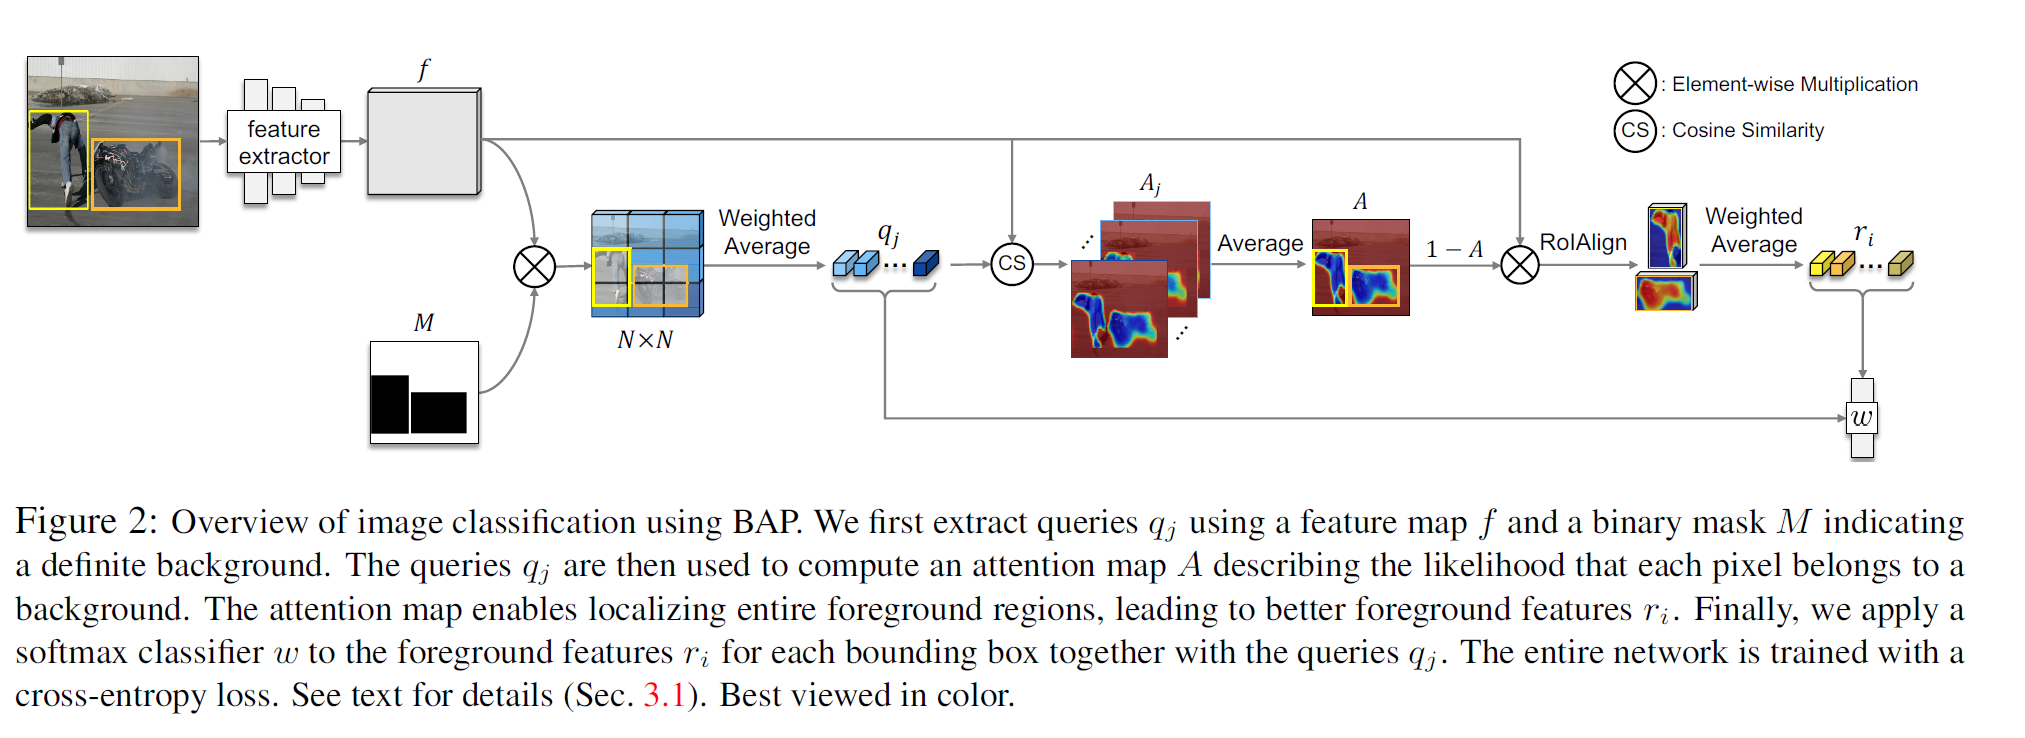 f
⊗ : Element-wise Multiplication
CS : Cosine Similarity
feature
extractor
M
N×N
Weighted
Average
q_j
CS
A_j
Average
A
1 − A
RoIAlign
Weighted
Average
r_i
w
Figure 2: Overview of image classification using BAP. We first extract queries q_j using a feature map f and a binary mask M indicating
a definite background. The queries q_j are then used to compute an attention map A describing the likelihood that each pixel belongs to a
background. The attention map enables localizing entire foreground regions, leading to better foreground features r_i. Finally, we apply a
softmax classifier w to the foreground features r_i for each bounding box together with the queries q_j. The entire network is trained with a
cross-entropy loss. See text for details (Sec. 3.1). Best viewed in color.